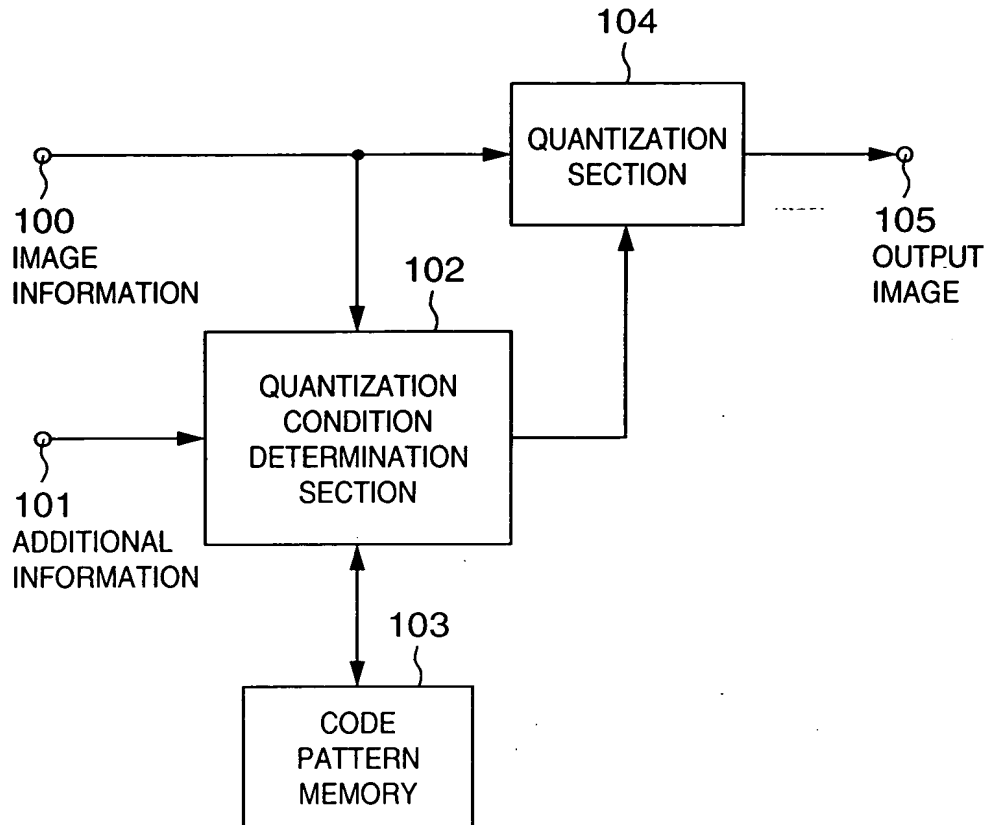 104
QUANTIZATION
SECTION
100
IMAGE
INFORMATION
105
OUTPUT
IMAGE
102
QUANTIZATION
CONDITION
DETERMINATION
SECTION
101
ADDITIONAL
INFORMATION
103
CODE
PATTERN
MEMORY